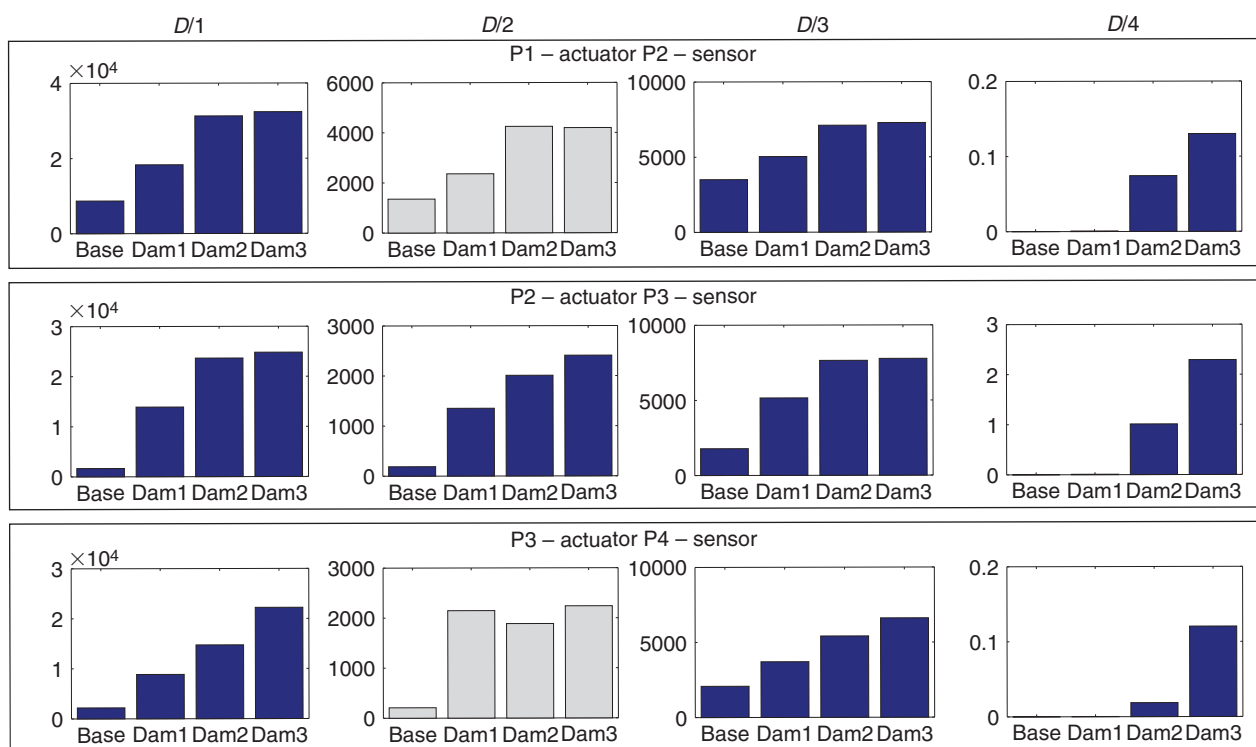 D/1 D/2 D/3 D/4
P1 – actuator P2 – sensor
×10⁴
4
2
0
Base Dam1 Dam2 Dam3
6000
4000
2000
0
Base Dam1 Dam2 Dam3
10000
5000
0
Base Dam1 Dam2 Dam3
0.2
0.1
0
Base Dam1 Dam2 Dam3
P2 – actuator P3 – sensor
×10⁴
3
2
1
0
Base Dam1 Dam2 Dam3
3000
2000
1000
0
Base Dam1 Dam2 Dam3
10000
5000
0
Base Dam1 Dam2 Dam3
3
2
1
0
Base Dam1 Dam2 Dam3
P3 – actuator P4 – sensor
×10⁴
3
2
1
0
Base Dam1 Dam2 Dam3
3000
2000
1000
0
Base Dam1 Dam2 Dam3
10000
5000
0
Base Dam1 Dam2 Dam3
0.2
0.1
0
Base Dam1 Dam2 Dam3